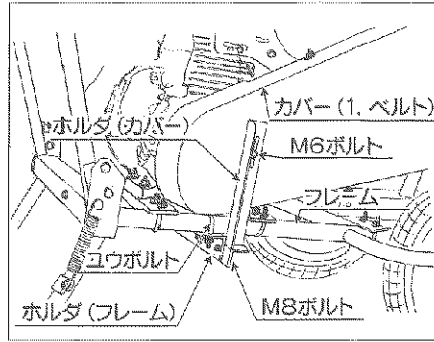 カバー(1, ベルト)
ホルダ(カバー)
M6ボルト
フレーム
ユウボルト
ホルダ(フレーム)
M8ボルト